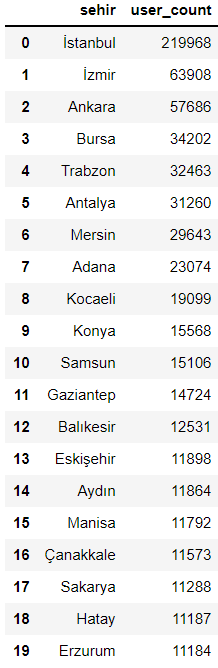 sehir user_count
0 İstanbul 219968
1 İzmir 63908
2 Ankara 57686
3 Bursa 34202
4 Trabzon 32463
5 Antalya 31260
6 Mersin 29643
7 Adana 23074
8 Kocaeli 19099
9 Konya 15568
10 Samsun 15106
11 Gaziantep 14724
12 Balıkesir 12531
13 Eskişehir 11898
14 Aydın 11864
15 Manisa 11792
16 Çanakkale 11573
17 Sakarya 11288
18 Hatay 11187
19 Erzurum 11184